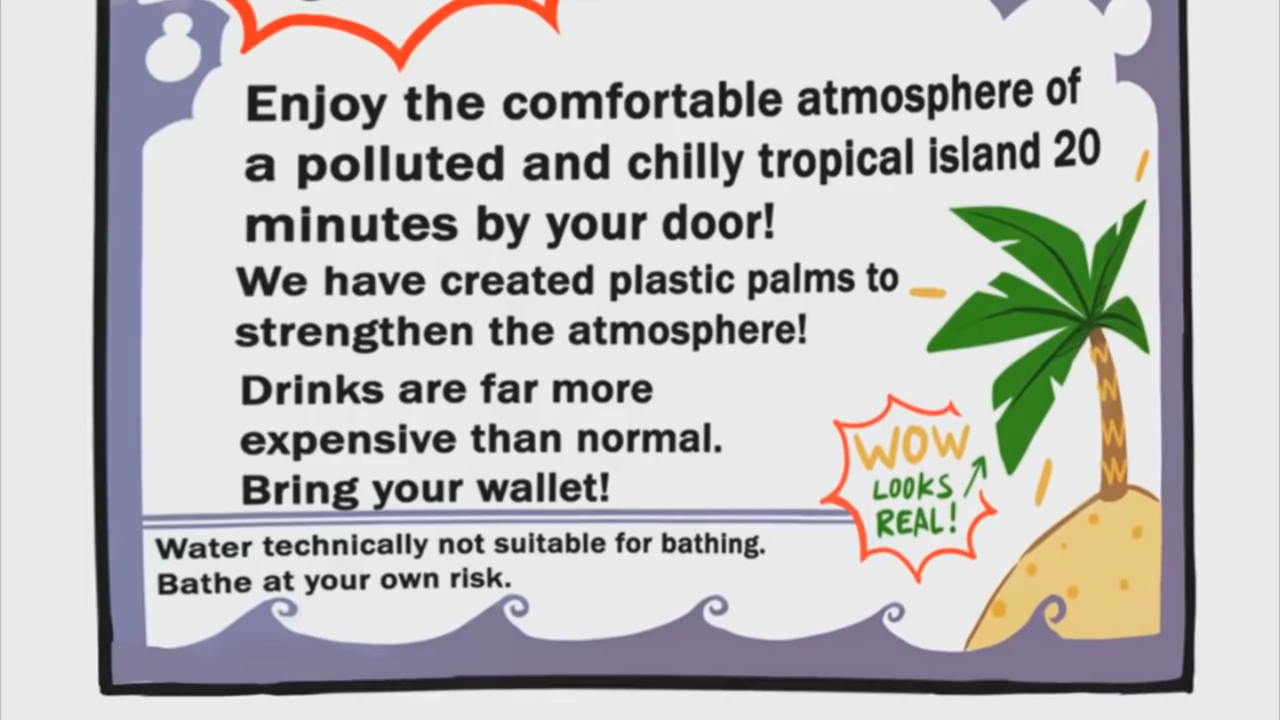 Enjoy the comfortable atmosphere of
a polluted and chilly tropical island 20
minutes by your door!
We have created plastic palms to
strengthen the atmosphere!
Drinks are far more
expensive than normal.
Bring your wallet!
WOW
LOOKS
REAL!
Water technically not suitable for bathing.
Bathe at your own risk.